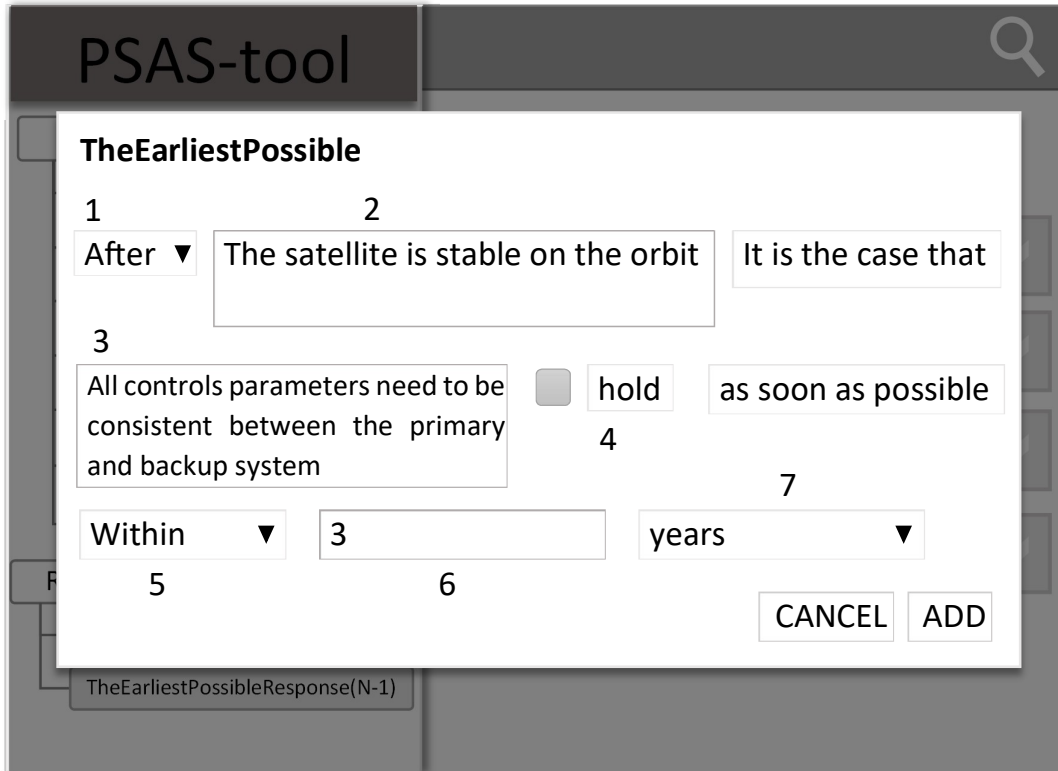 PSAS-tool
TheEarliestPossible
1 2
After ▼ The satellite is stable on the orbit It is the case that
3
All controls parameters need to be hold as soon as possible
consistent between the primary
and backup system
4
7
Within ▼ 3 years ▼
5 6
CANCEL ADD
TheEarliestPossibleResponse(N-1)